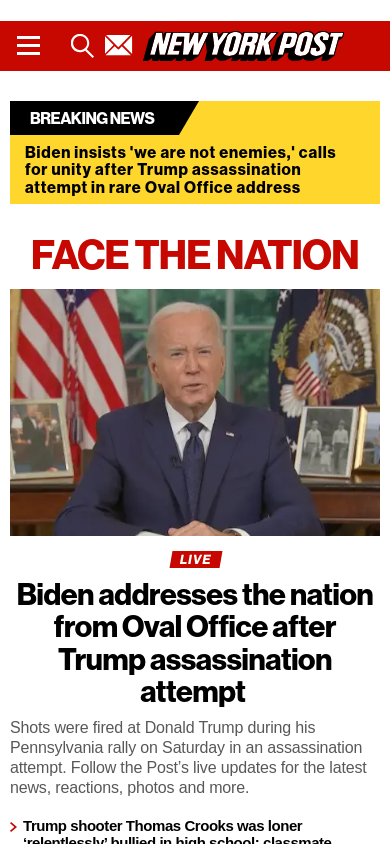 NEW YORK POST
BREAKING NEWS
Biden insists 'we are not enemies,' calls
for unity after Trump assassination
attempt in rare Oval Office address
FACE THE NATION
LIVE
Biden addresses the nation
from Oval Office after
Trump assassination
attempt
Shots were fired at Donald Trump during his
Pennsylvania rally on Saturday in an assassination
attempt. Follow the Post’s live updates for the latest
news, reactions, photos and more.
Trump shooter Thomas Crooks was loner
‘relentlessly’ bullied in high school: classmate